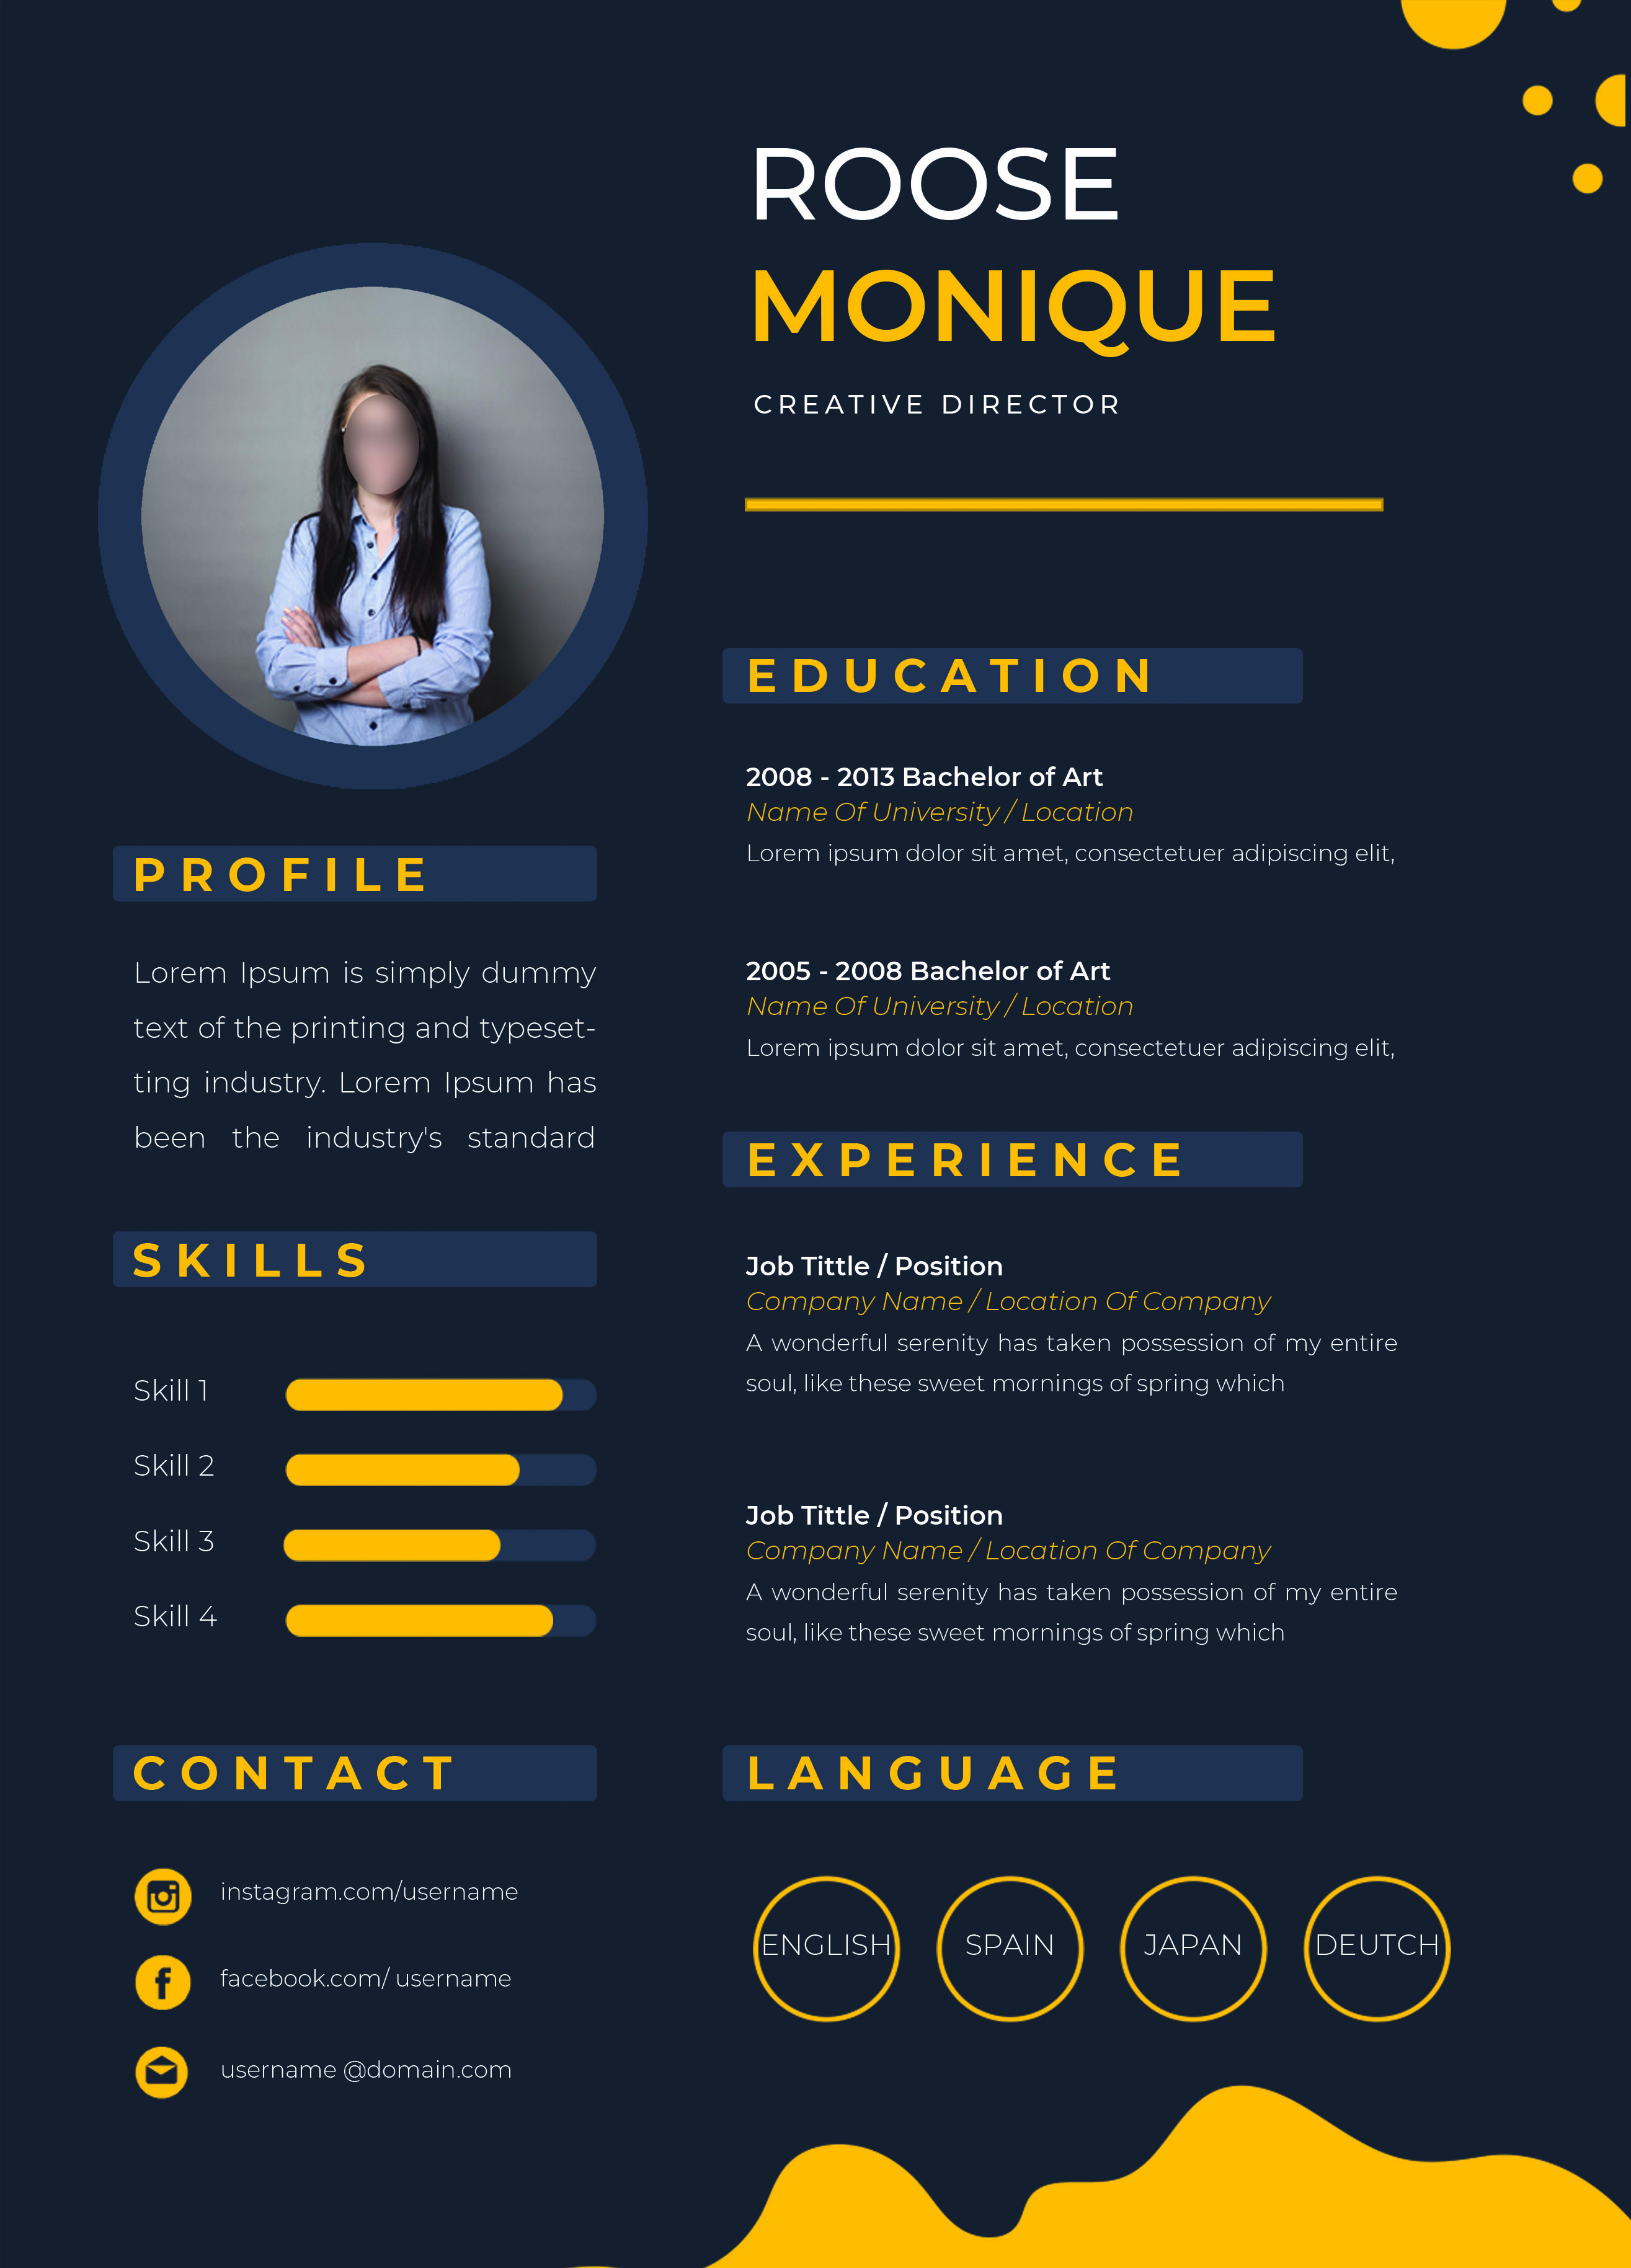 ROOSE
MONIQUE
CREATIVE DIRECTOR
PROFILE
Lorem Ipsum is simply dummy
text of the printing and typeset-
ting industry. Lorem Ipsum has
been the industry's standard
SKILLS
Skill 1
Skill 2
Skill 3
Skill 4
CONTACT
instagram.com/username
facebook.com/ username
username @domain.com
EDUCATION
2008 - 2013 Bachelor of Art
Name Of University / Location
Lorem ipsum dolor sit amet, consectetuer adipiscing elit,
2005 - 2008 Bachelor of Art
Name Of University / Location
Lorem ipsum dolor sit amet, consectetuer adipiscing elit,
EXPERIENCE
Job Tittle / Position
Company Name / Location Of Company
A wonderful serenity has taken possession of my entire
soul, like these sweet mornings of spring which
Job Tittle / Position
Company Name / Location Of Company
A wonderful serenity has taken possession of my entire
soul, like these sweet mornings of spring which
LANGUAGE
ENGLISH SPAIN JAPAN DEUTCH